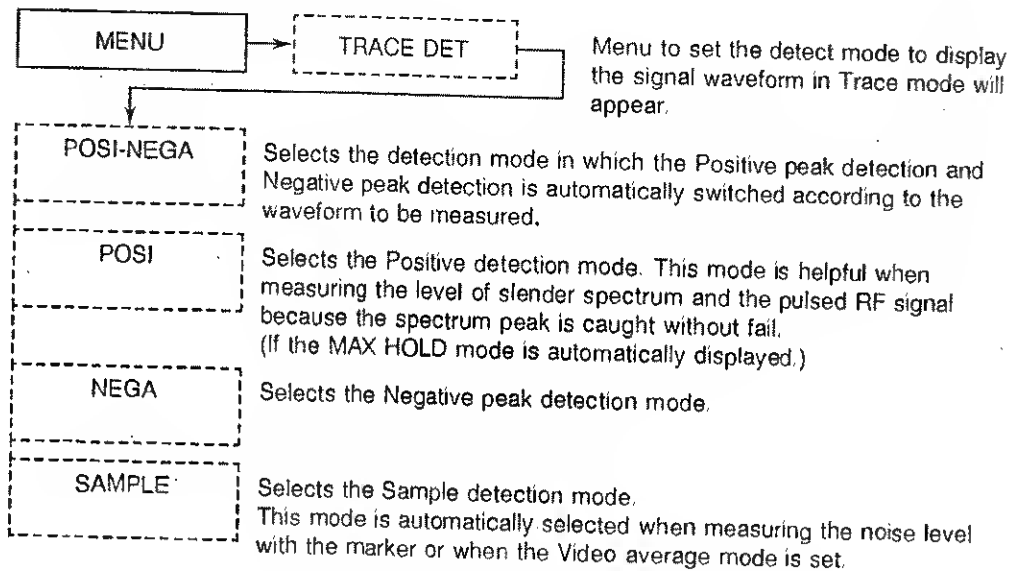 MENU
TRACE DET
Menu to set the detect mode to display
the signal waveform in Trace mode will
appear.
POSI-NEGA
Selects the detection mode in which the Positive peak detection and
Negative peak detection is automatically switched according to the
waveform to be measured.
POSI
Selects the Positive detection mode. This mode is helpful when
measuring the level of slender spectrum and the pulsed RF signal
because the spectrum peak is caught without fail.
(If the MAX HOLD mode is automatically displayed.)
NEGA
Selects the Negative peak detection mode.
SAMPLE
Selects the Sample detection mode.
This mode is automatically selected when measuring the noise level
with the marker or when the Video average mode is set.